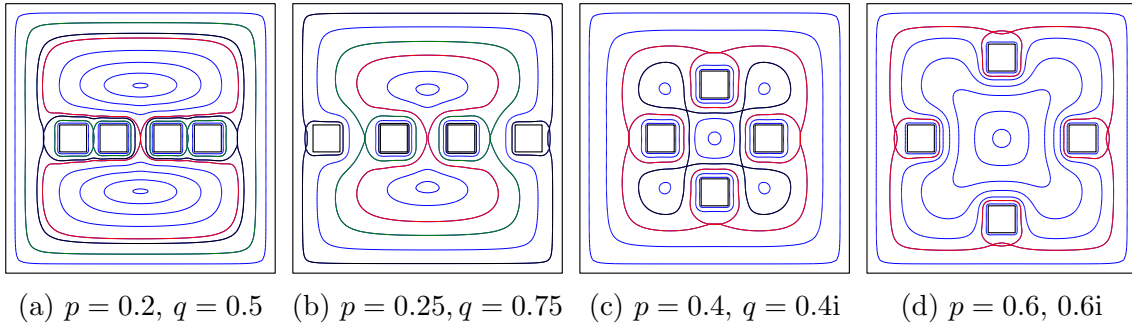 (a) p = 0.2, q = 0.5 (b) p = 0.25, q = 0.75 (c) p = 0.4, q = 0.4i (d) p = 0.6, 0.6i